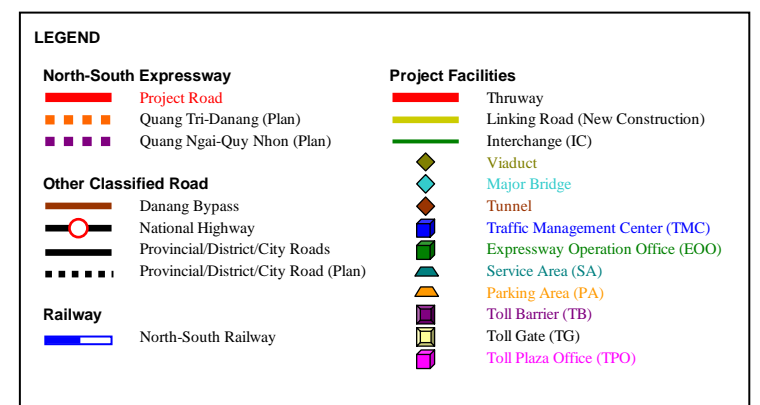 LEGEND
North-South Expressway
Project Road
Quang Tri-Danang (Plan)
Quang Ngai-Quy Nhon (Plan)
Other Classified Road
Danang Bypass
National Highway
Provincial/District/City Roads
Provincial/District/City Road (Plan)
Railway
North-South Railway
Project Facilities
Thruway
Linking Road (New Construction)
Interchange (IC)
Viaduct
Major Bridge
Tunnel
Traffic Management Center (TMC)
Expressway Operation Office (EOO)
Service Area (SA)
Parking Area (PA)
Toll Barrier (TB)
Toll Gate (TG)
Toll Plaza Office (TPO)